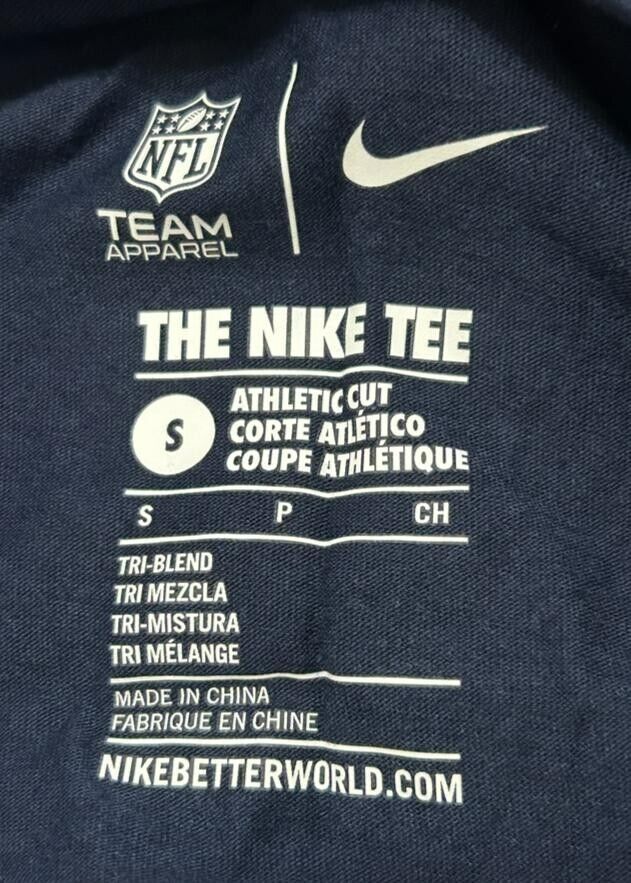 NFL
TEAM
APPAREL
THE NIKE TEE
S
ATHLETIC CUT
CORTE ATLÉTICO
COUPE ATHLÉTIQUE
S P CH
TRI-BLEND
TRI MEZCLA
TRI-MISTURA
TRI MÉLANGE
MADE IN CHINA
FABRIQUE EN CHINE
NIKEBETTERWORLD.COM